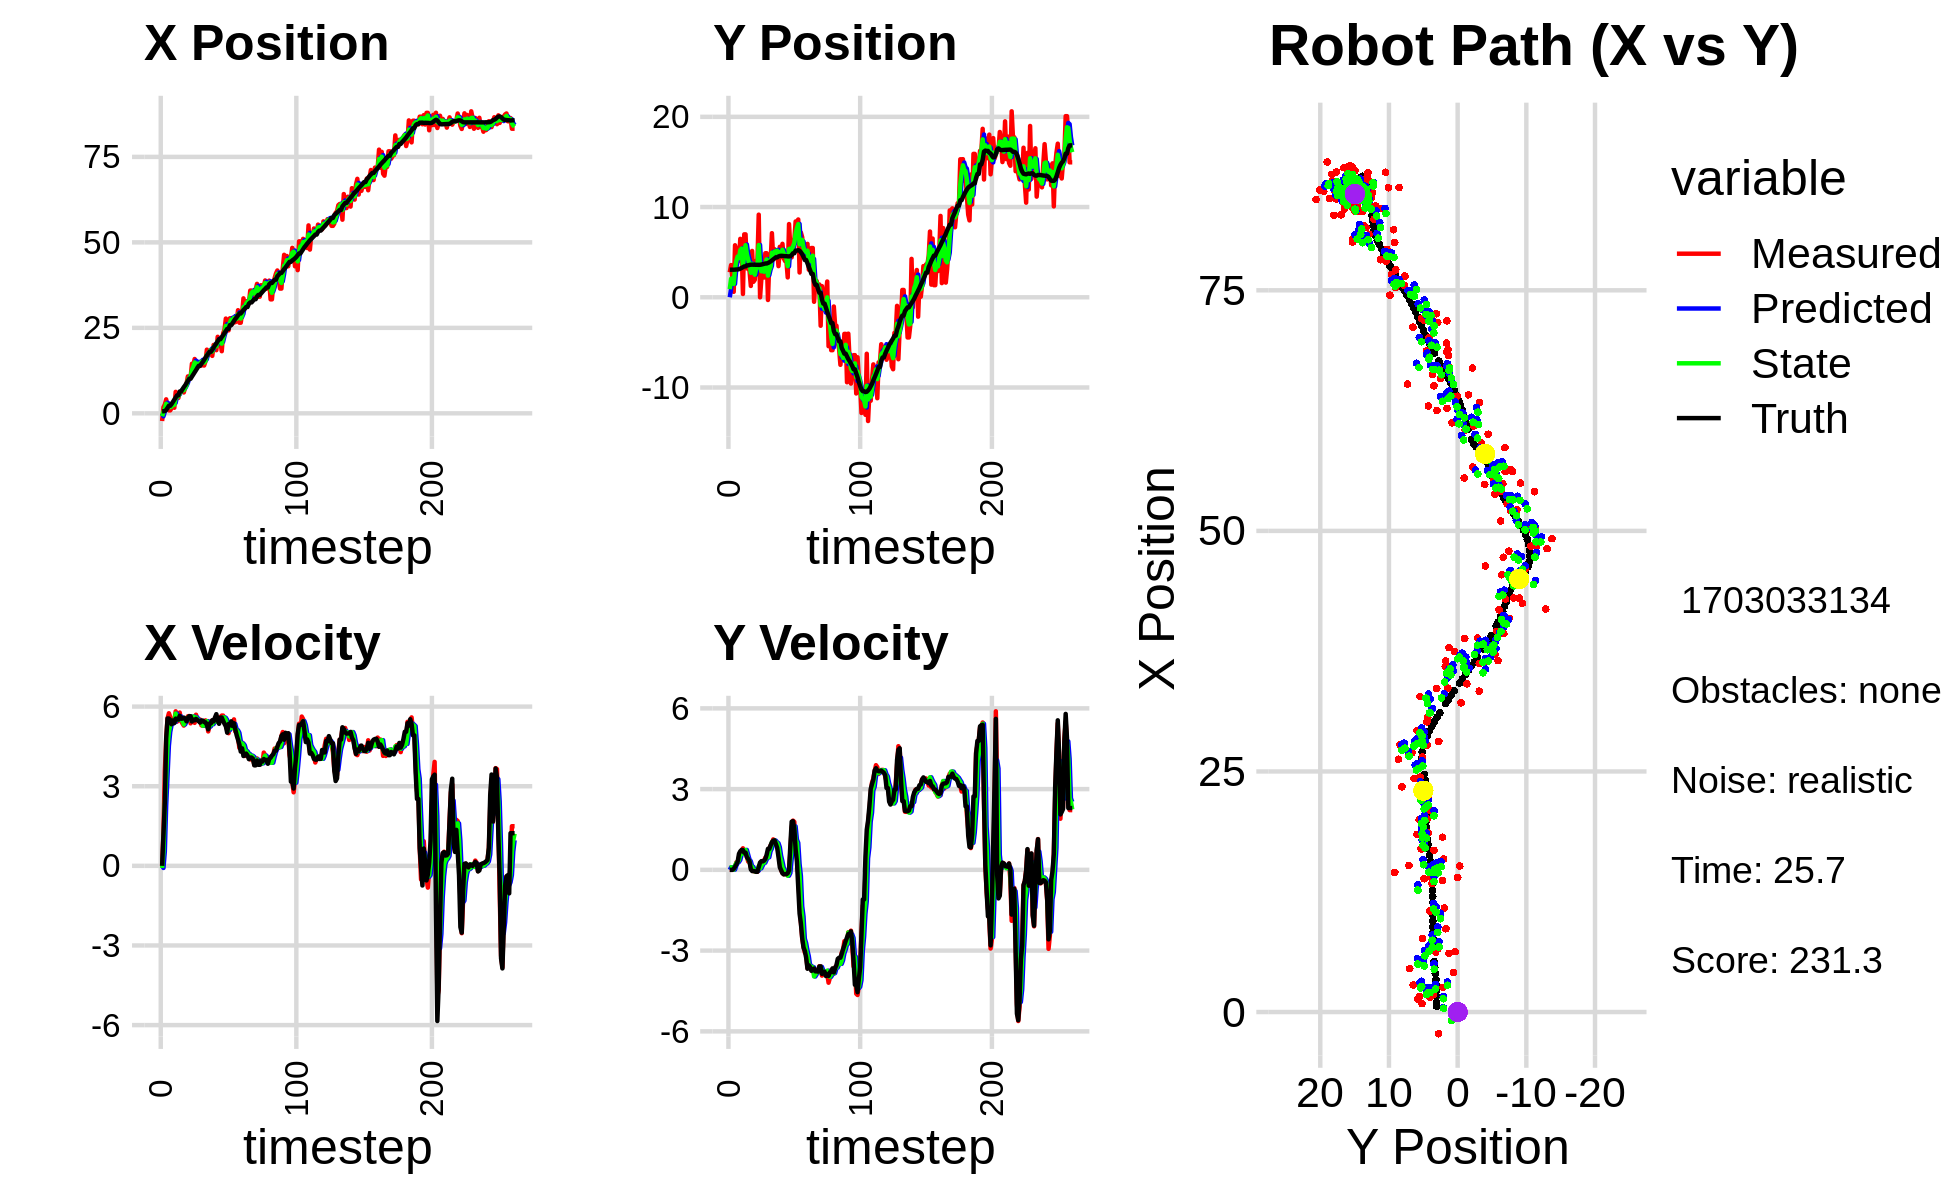 X Position
75
50
25
0
0
100
200
timestep
Y Position
20
10
0
-10
0
100
200
timestep
X Velocity
6
3
0
-3
-6
0
100
200
timestep
Y Velocity
6
3
0
-3
-6
0
100
200
timestep
Robot Path (X vs Y)
X Position
75
50
25
0
20 10 0 -10 -20
Y Position
variable
Measured
Predicted
State
Truth
1703033134
Obstacles: none
Noise: realistic
Time: 25.7
Score: 231.3